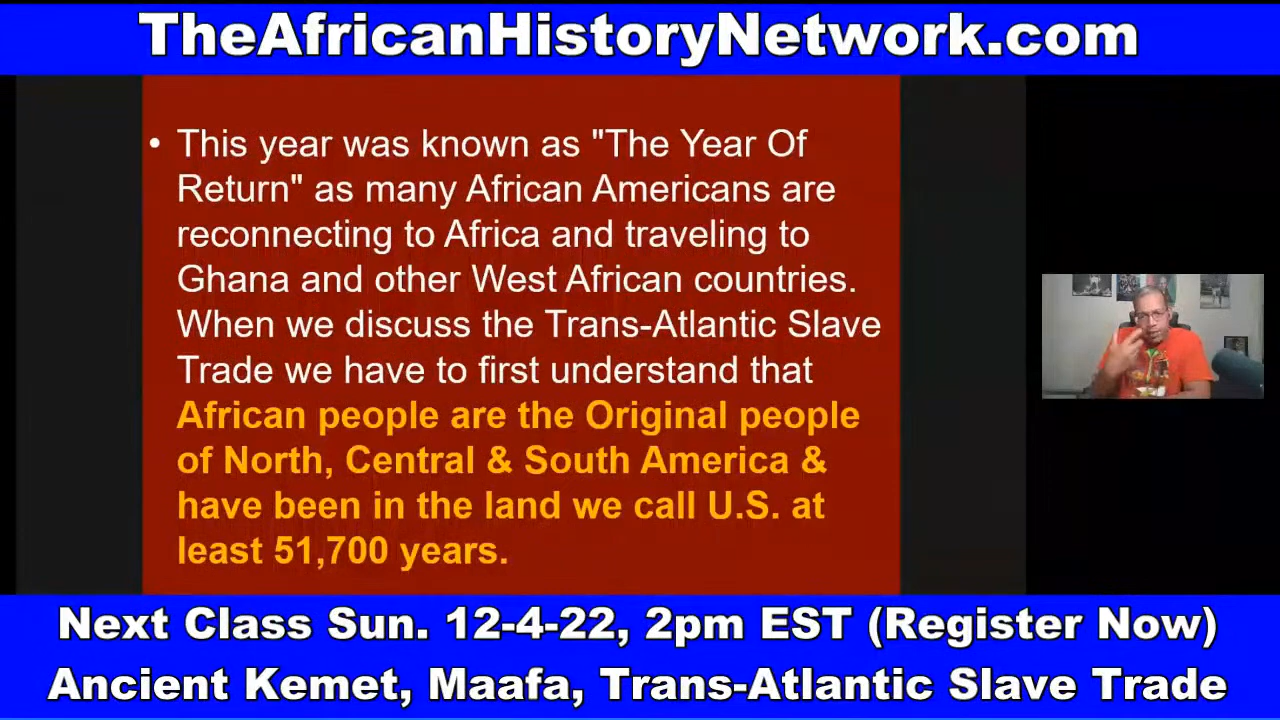 TheAfricanHistoryNetwork.com
• This year was known as "The Year Of
Return" as many African Americans are
reconnecting to Africa and traveling to
Ghana and other West African countries.
When we discuss the Trans-Atlantic Slave
Trade we have to first understand that
African people are the Original people
of North, Central & South America &
have been in the land we call U.S. at
least 51,700 years.
Next Class Sun. 12-4-22, 2pm EST (Register Now)
Ancient Kemet, Maafa, Trans-Atlantic Slave Trade